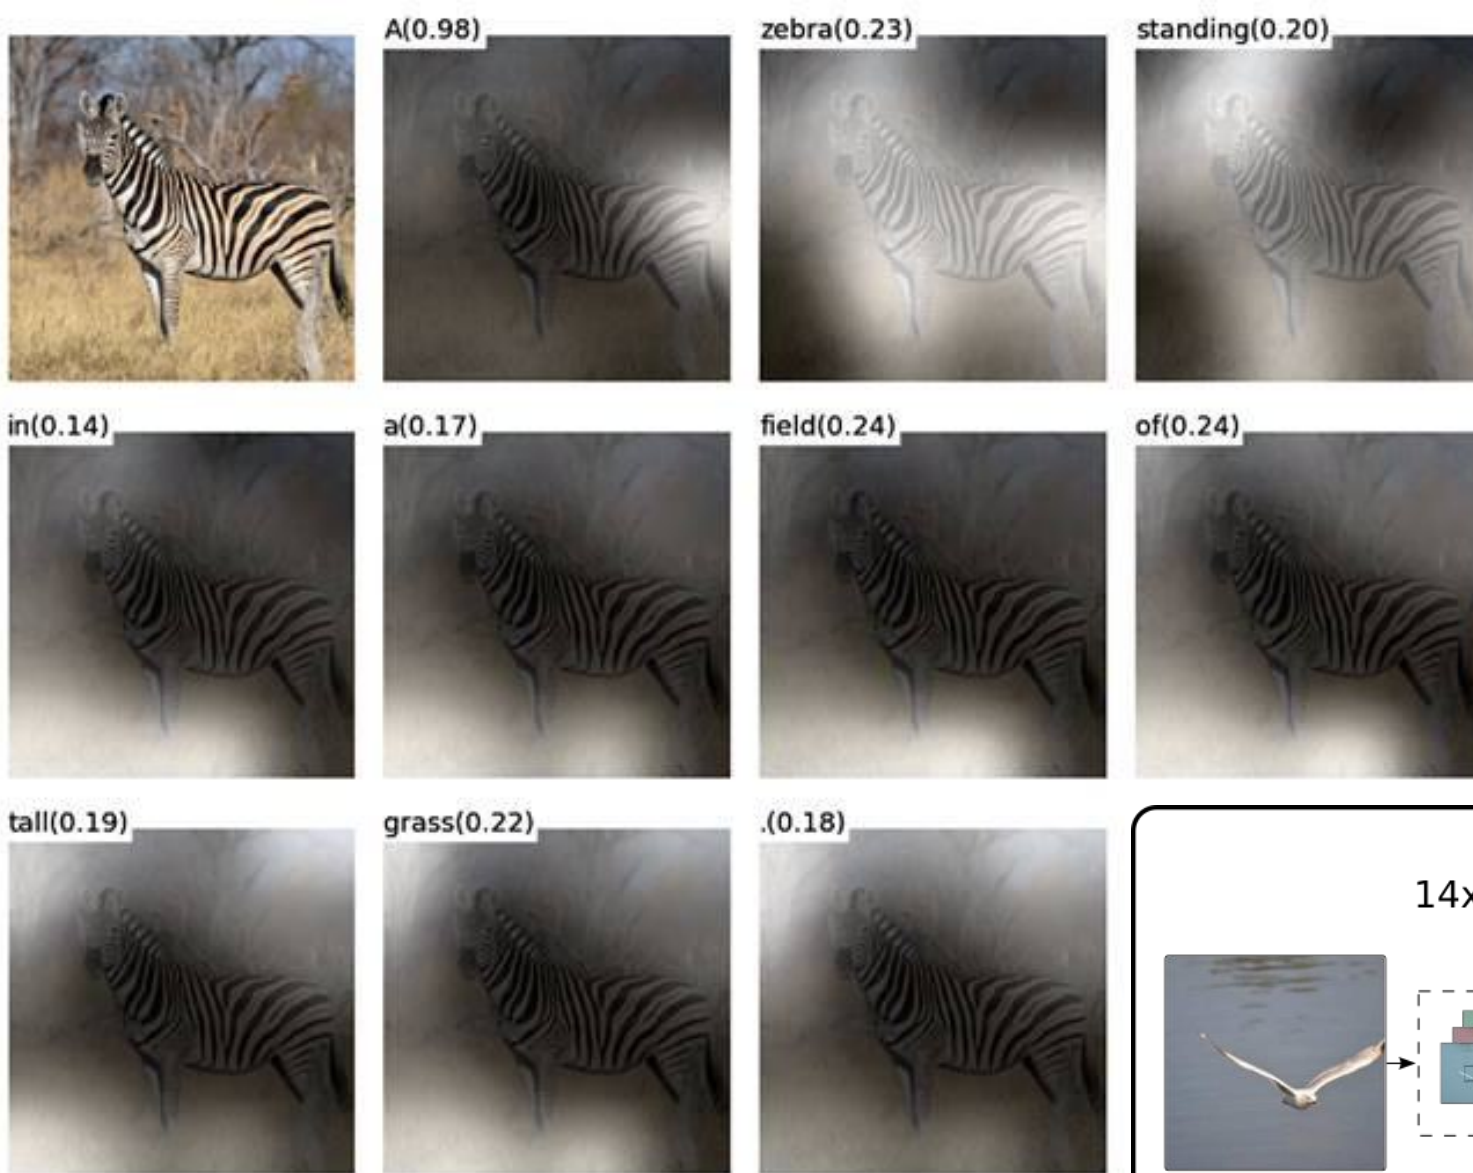 A(0.98)
zebra(0.23)
standing(0.20)
in(0.14)
a(0.17)
field(0.24)
of(0.24)
tall(0.19)
grass(0.22)
.(0.18)
14x